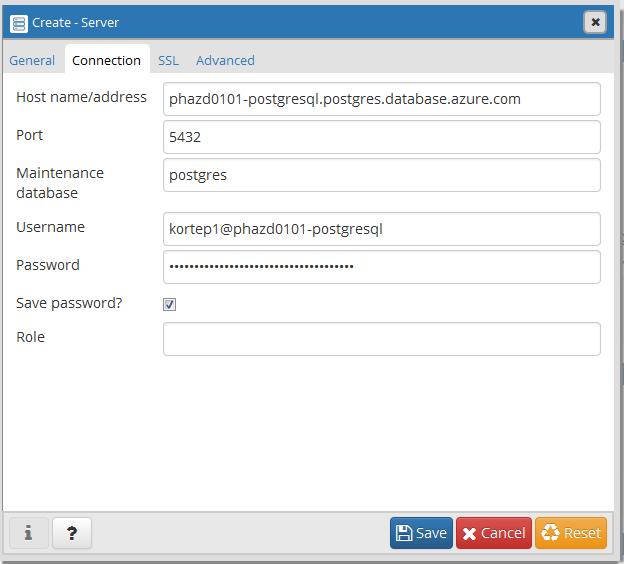 Create - Server
General Connection SSL Advanced
Host name/address phazd0101-postgresql.postgres.database.azure.com
Port 5432
Maintenance
database postgres
Username kortep1@phazd0101-postgresql
Password •••••••••••••••••••••••••••••••••••••
Save password?
Role
i ? Save Cancel Reset